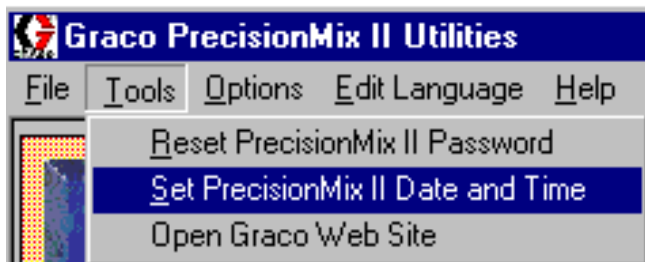 Graco PrecisionMix II Utilities
File Tools Options Edit Language Help
Reset PrecisionMix II Password
Set PrecisionMix II Date and Time
Open Graco Web Site